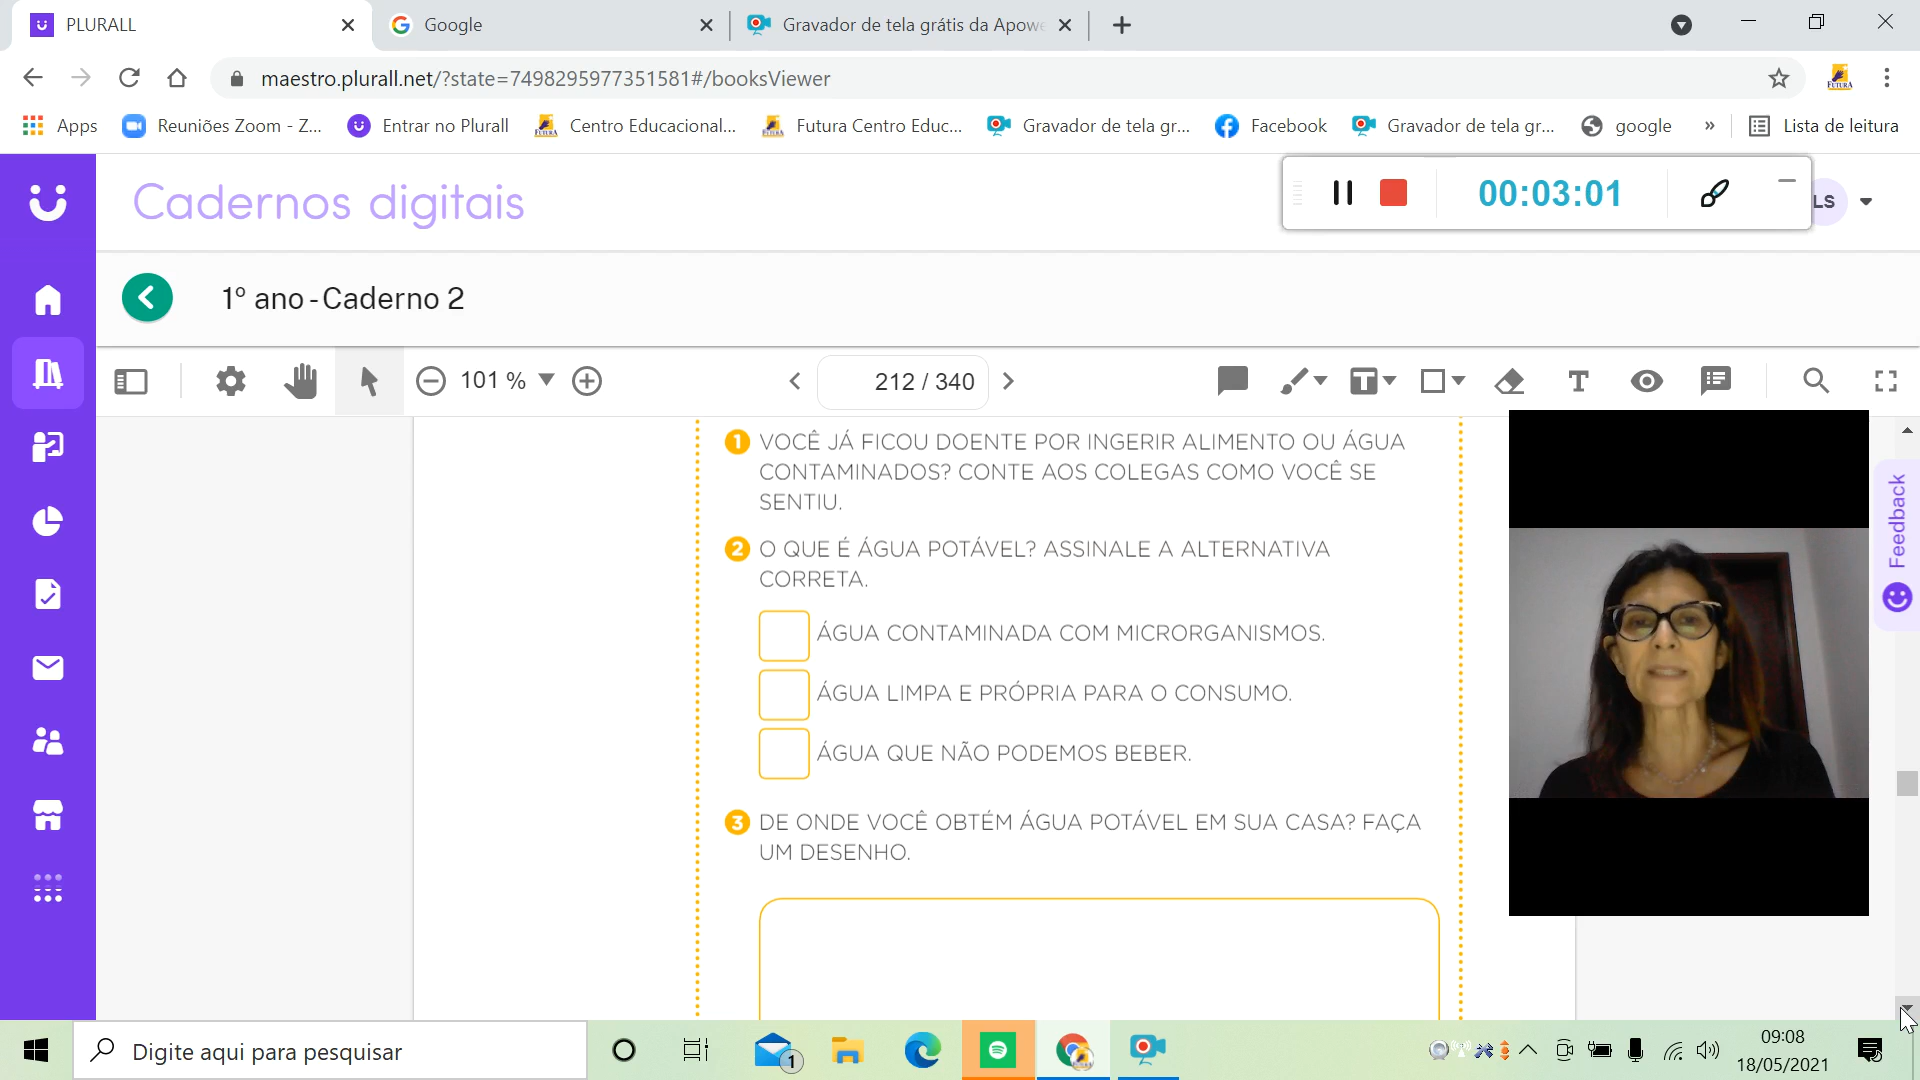 PLURALL
Google
Gravador de tela grátis da Apowe
maestro.plurall.net/?state=7498295977351581#/booksViewer
FUTURA
Apps
Reuniões Zoom - Z...
Entrar no Plurall
Centro Educacional...
Futura Centro Educ...
Gravador de tela gr...
Facebook
Gravador de tela gr...
google
»
Lista de leitura
Cadernos digitais
00:03:01
LS
1º ano - Caderno 2
101 %
212 / 340
T
T
1 VOCÊ JÁ FICOU DOENTE POR INGERIR ALIMENTO OU ÁGUA
CONTAMINADOS? CONTE AOS COLEGAS COMO VOCÊ SE
SENTIU.
2 O QUE É ÁGUA POTÁVEL? ASSINALE A ALTERNATIVA
CORRETA.
ÁGUA CONTAMINADA COM MICRORGANISMOS.
ÁGUA LIMPA E PRÓPRIA PARA O CONSUMO.
ÁGUA QUE NÃO PODEMOS BEBER.
3 DE ONDE VOCÊ OBTÉM ÁGUA POTÁVEL EM SUA CASA? FAÇA
UM DESENHO.
Feedback
Digite aqui para pesquisar
1
09:08
18/05/2021